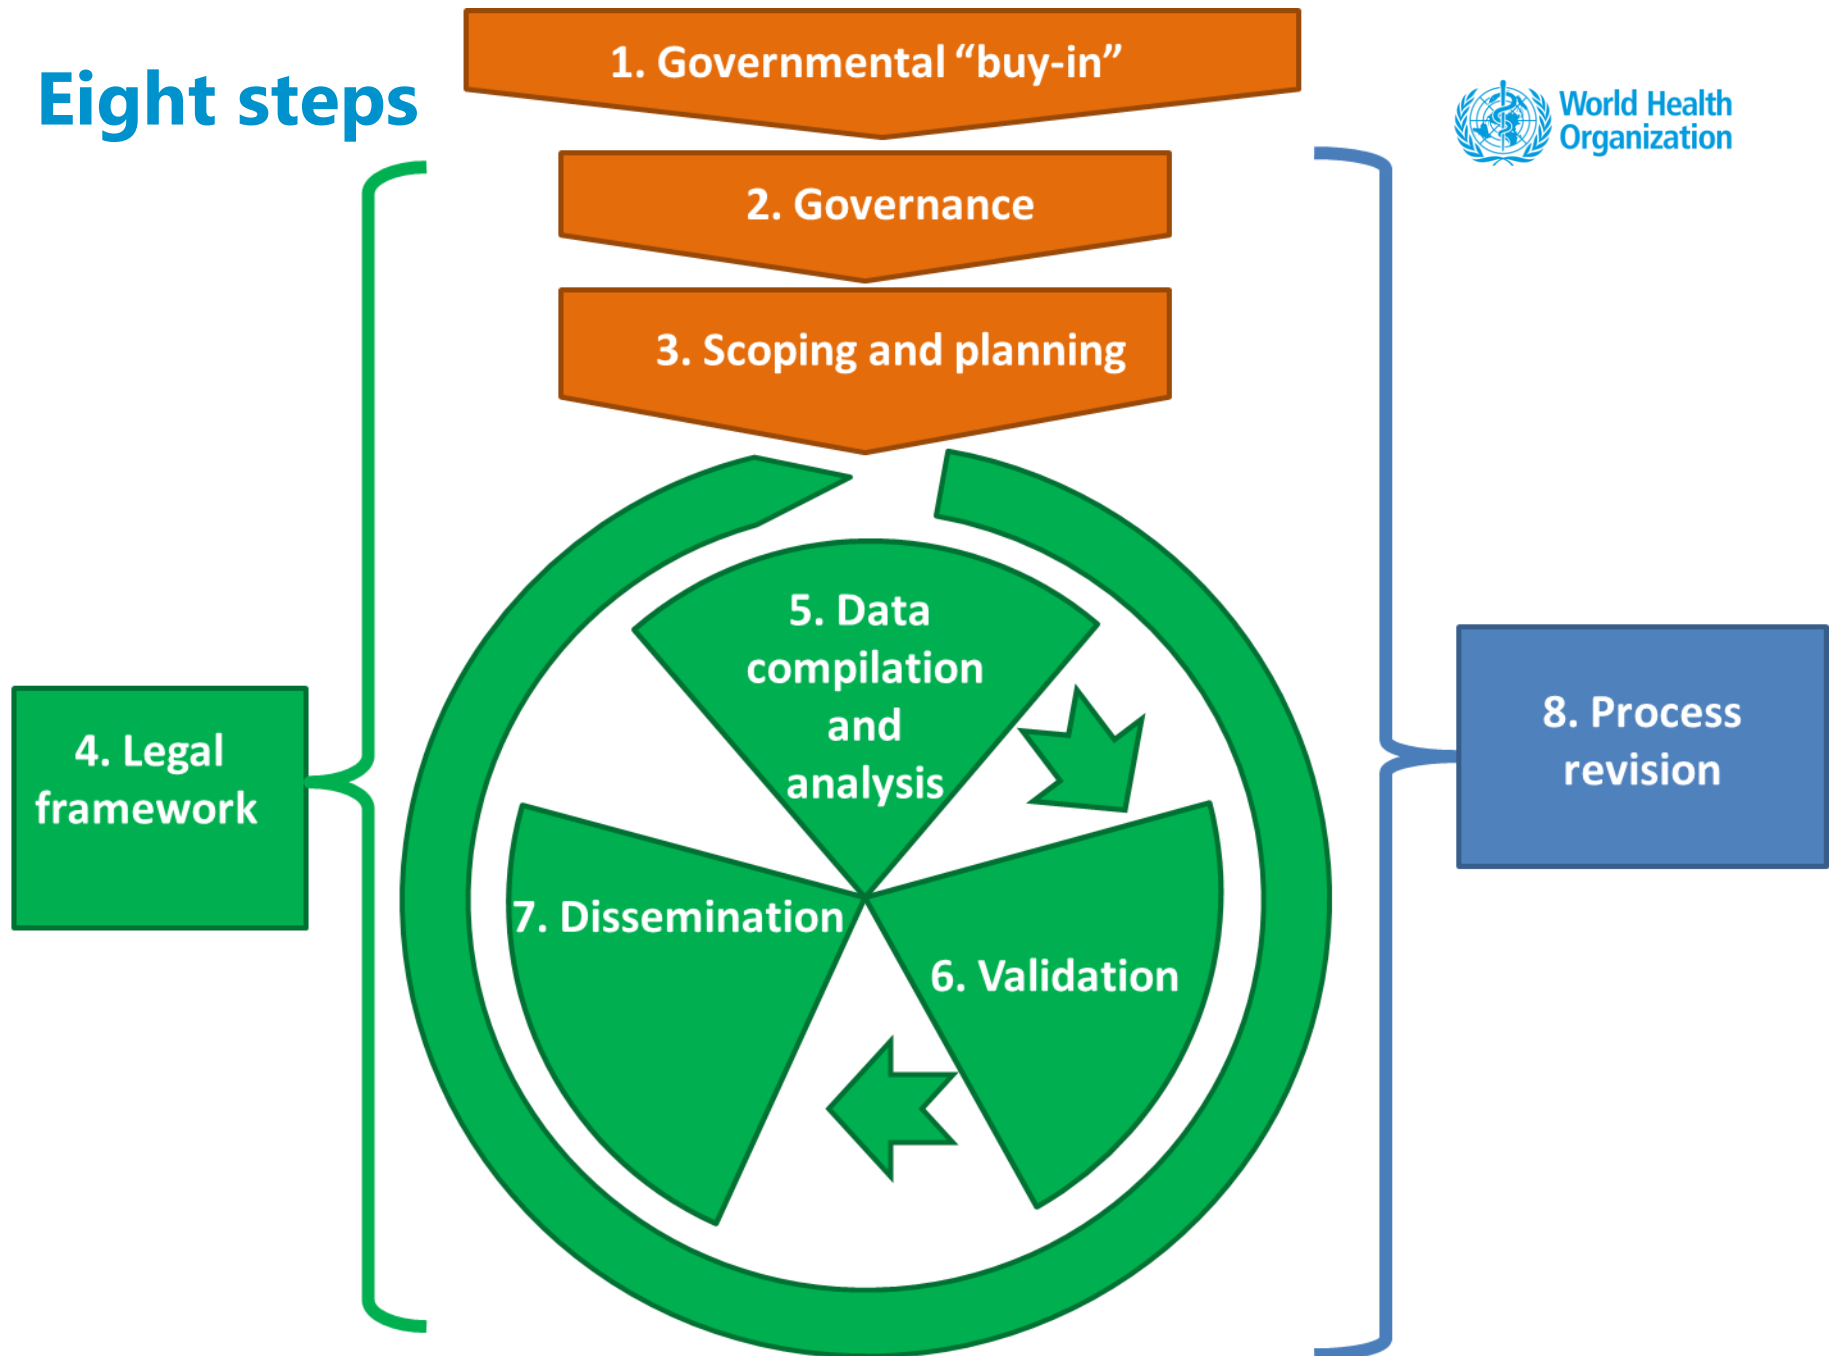 Eight steps
World Health
Organization
1. Governmental “buy-in”
2. Governance
3. Scoping and planning
4. Legal
framework
5. Data
compilation
and
analysis
6. Validation
7. Dissemination
8. Process
revision